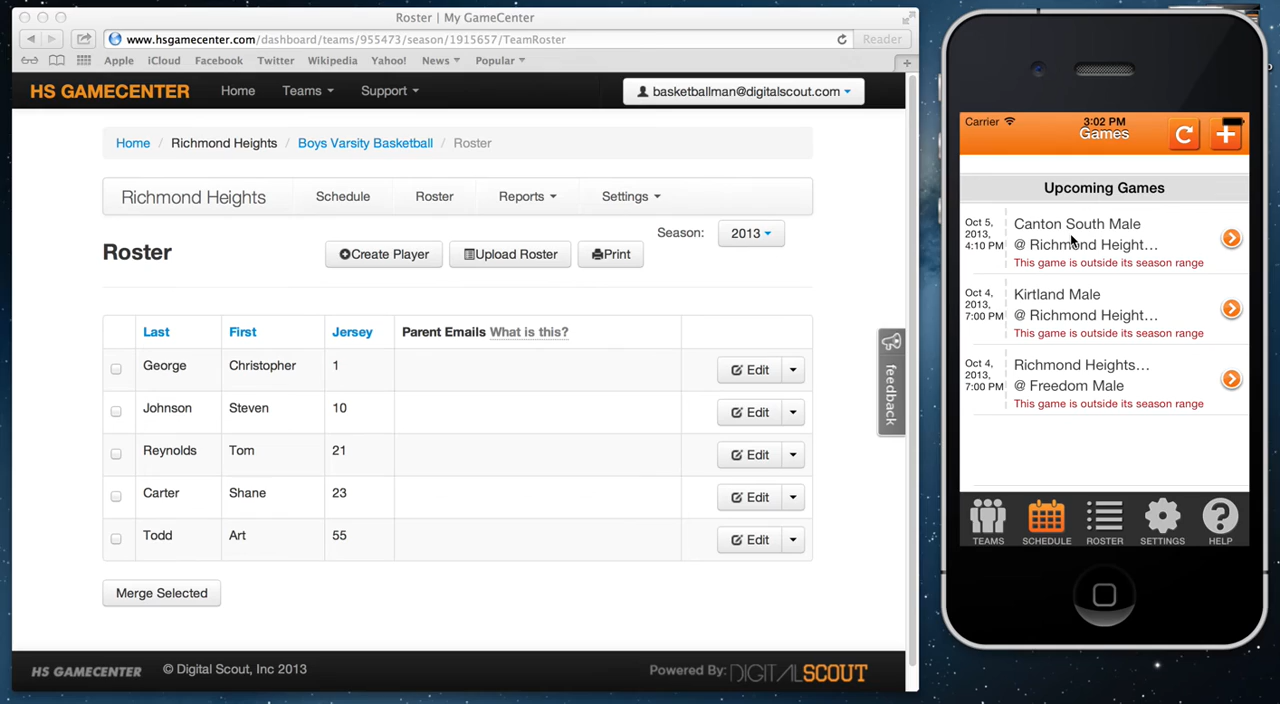 Roster | My GameCenter
www.hsgamecenter.com/dashboard/teams/955473/season/1915657/TeamRoster
Reader
Apple iCloud Facebook Twitter Wikipedia Yahoo! News Popular
HS GAMECENTER Home Teams Support basketballman@digitalscout.com
Home / Richmond Heights / Boys Varsity Basketball / Roster
Richmond Heights Schedule Roster Reports Settings
Season: 2013
Roster Create Player Upload Roster Print
Last First Jersey Parent Emails What is this?
George Christopher 1 Edit
Johnson Steven 10 Edit
Reynolds Tom 21 Edit
Carter Shane 23 Edit
Todd Art 55 Edit
Merge Selected
feedback
HS GAMECENTER © Digital Scout, Inc 2013 Powered By: DIGITALSCOUT
Carrier 3:02 PM
Games
Upcoming Games
Oct 5, 2013, 4:10 PM
Canton South Male
@ Richmond Height...
This game is outside its season range
Oct 4, 2013, 7:00 PM
Kirtland Male
@ Richmond Height...
This game is outside its season range
Oct 4, 2013, 7:00 PM
Richmond Heights...
@ Freedom Male
This game is outside its season range
TEAMS SCHEDULE ROSTER SETTINGS HELP